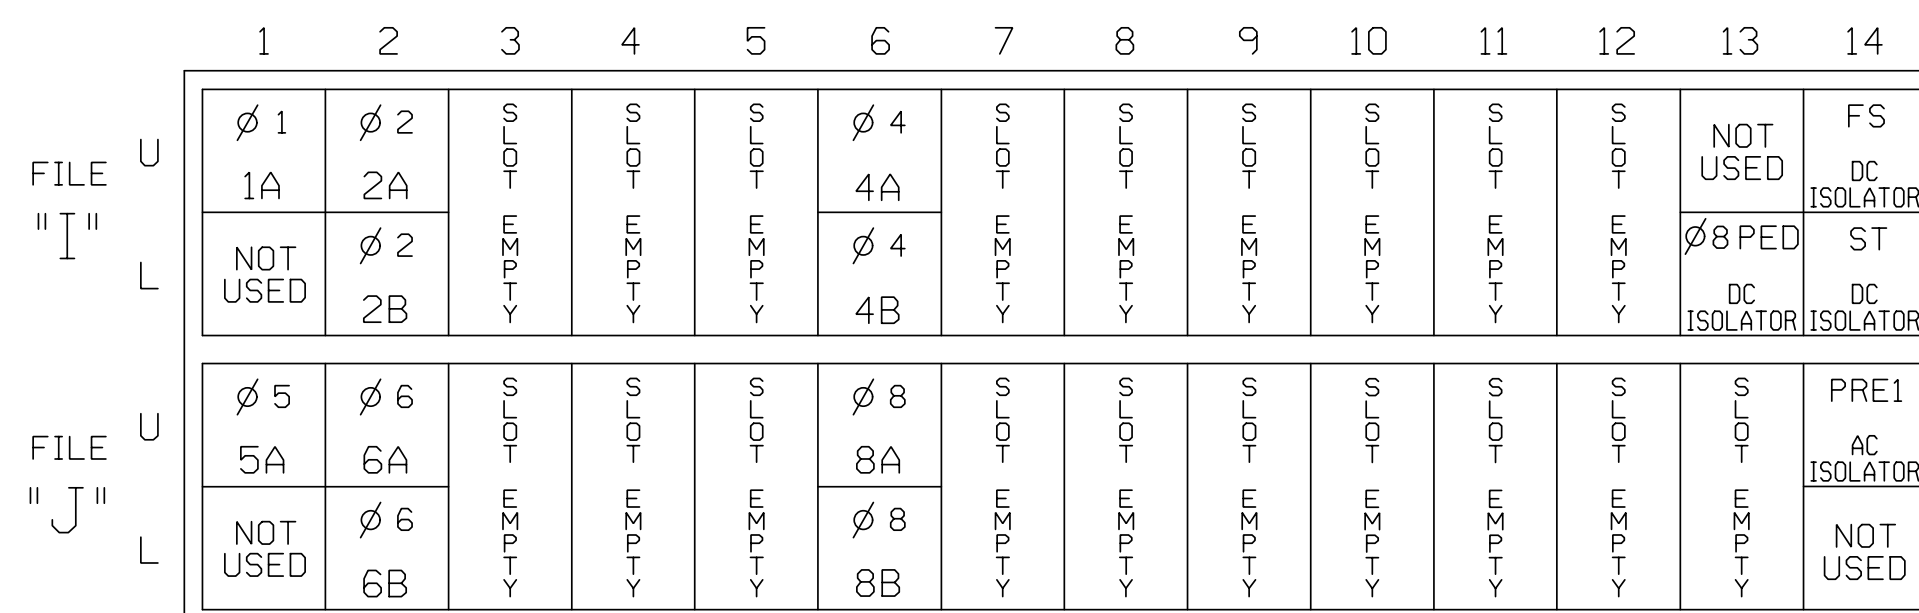 1 2 3 4 5 6 7 8 9 10 11 12 13 14
FILE "I"
U
Ø 1 1A
Ø 2 2A
SLOT EMPTY
SLOT EMPTY
SLOT EMPTY
Ø 4 4A
SLOT EMPTY
SLOT EMPTY
SLOT EMPTY
SLOT EMPTY
SLOT EMPTY
SLOT EMPTY
NOT USED
FS DC ISOLATOR
L
NOT USED
Ø 2 2B
Ø 4 4B
Ø8 PED DC ISOLATOR
ST DC ISOLATOR
FILE "J"
U
Ø 5 5A
Ø 6 6A
SLOT EMPTY
SLOT EMPTY
SLOT EMPTY
Ø 8 8A
SLOT EMPTY
SLOT EMPTY
SLOT EMPTY
SLOT EMPTY
SLOT EMPTY
SLOT EMPTY
SLOT EMPTY
PRE1 AC ISOLATOR
L
NOT USED
Ø 6 6B
Ø 8 8B
NOT USED